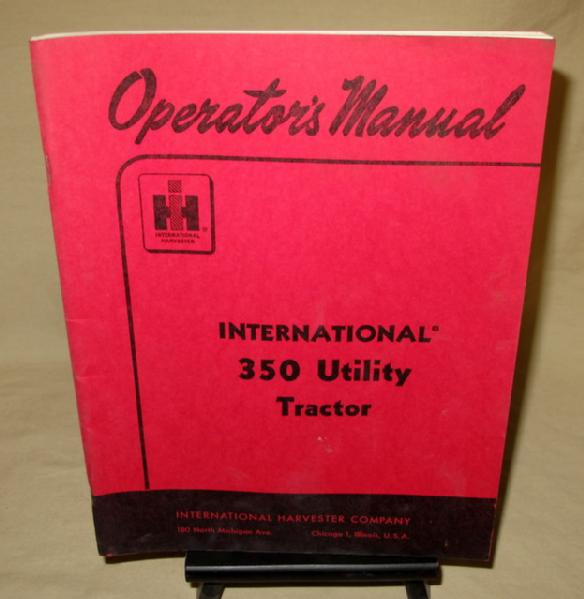 Operator's Manual
IH ®
INTERNATIONAL
HARVESTER
INTERNATIONAL®
350 Utility
Tractor
INTERNATIONAL HARVESTER COMPANY
180 North Michigan Ave. Chicago 1, Illinois, U.S.A.